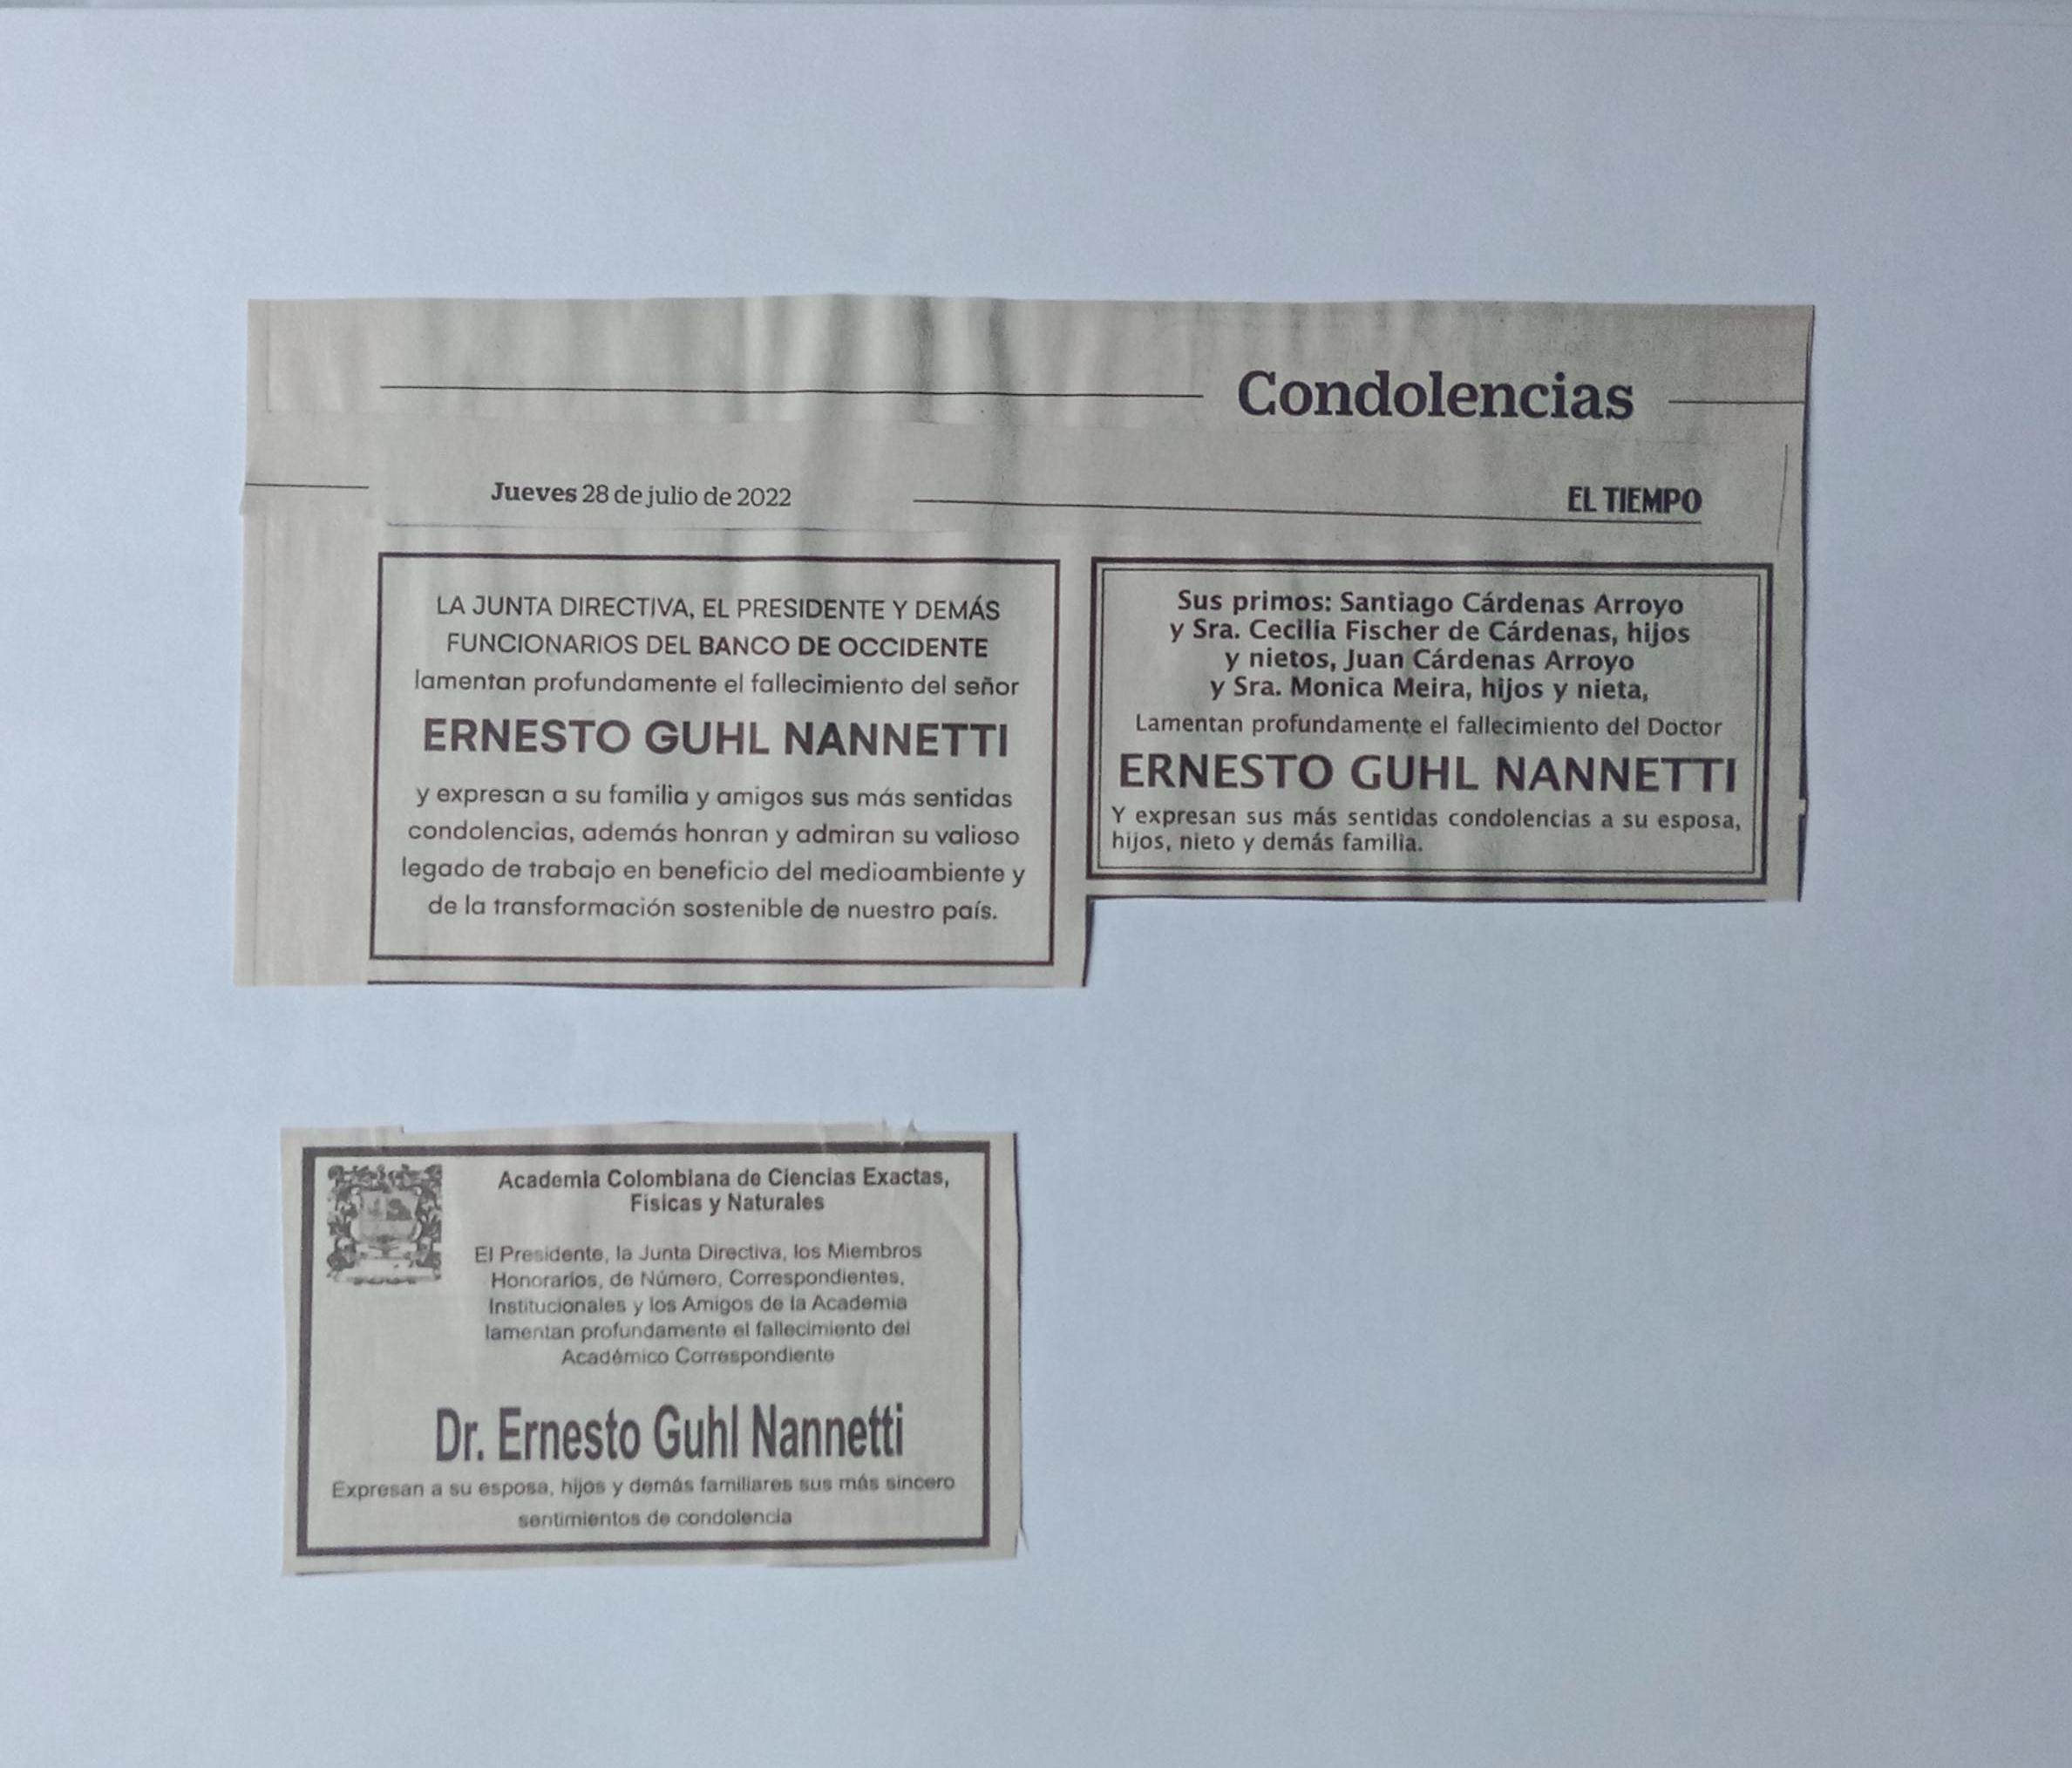 Condolencias
Jueves 28 de julio de 2022
EL TIEMPO
LA JUNTA DIRECTIVA, EL PRESIDENTE Y DEMÁS
FUNCIONARIOS DEL BANCO DE OCCIDENTE
lamentan profundamente el fallecimiento del señor
ERNESTO GUHL NANNETTI
y expresan a su familia y amigos sus más sentidas
condolencias, además honran y admiran su valioso
legado de trabajo en beneficio del medioambiente y
de la transformación sostenible de nuestro país.
Sus primos: Santiago Cárdenas Arroyo
y Sra. Cecilia Fischer de Cárdenas, hijos
y nietos, Juan Cárdenas Arroyo
y Sra. Monica Meira, hijos y nieta,
Lamentan profundamente el fallecimiento del Doctor
ERNESTO GUHL NANNETTI
Y expresan sus más sentidas condolencias a su esposa,
hijos, nieto y demás familia.
Academia Colombiana de Ciencias Exactas,
Físicas y Naturales
El Presidente, la Junta Directiva, los Miembros
Honorarios, de Número, Correspondientes,
Institucionales y los Amigos de la Academia
lamentan profundamente el fallecimiento del
Académico Correspondiente
Dr. Ernesto Guhl Nannetti
Expresan a su esposa, hijos y demás familiares sus más sincero
sentimientos de condolencia